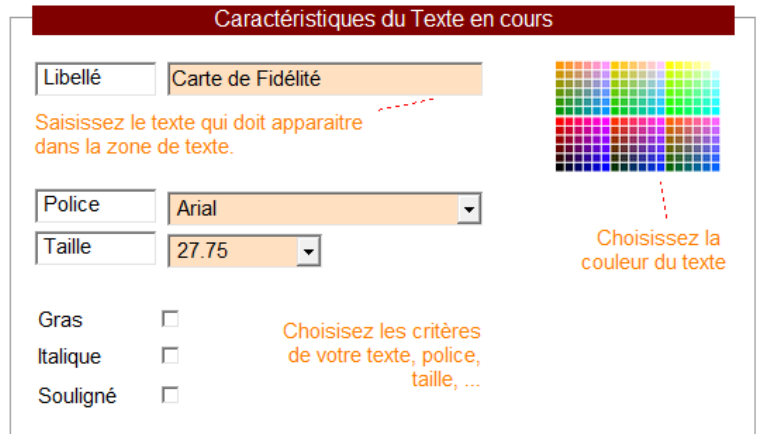 Caractéristiques du Texte en cours
Libellé
Carte de Fidélité
Saisissez le texte qui doit apparaitre
dans la zone de texte.
Police
Arial
Taille
27.75
Choisissez la
couleur du texte
Gras
Italique
Souligné
Choisisez les critères
de votre texte, police,
taille, ...